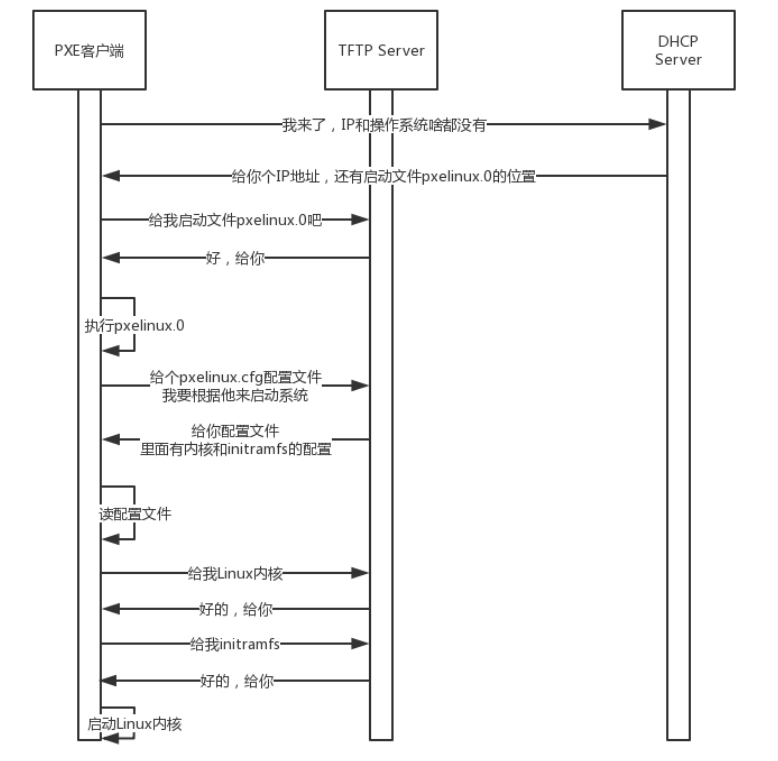 PXE客户端
TFTP Server
DHCP
Server
我来了，IP和操作系统啥都没有
给你个IP地址，还有启动文件pxelinux.0的位置
给我启动文件pxelinux.0吧
好，给你
执行pxelinux.0
给个pxelinux.cfg配置文件
我要根据他来启动系统
给你配置文件
里面有内核和initramfs的配置
读配置文件
给我Linux内核
好的，给你
给我initramfs
好的，给你
启动Linux内核